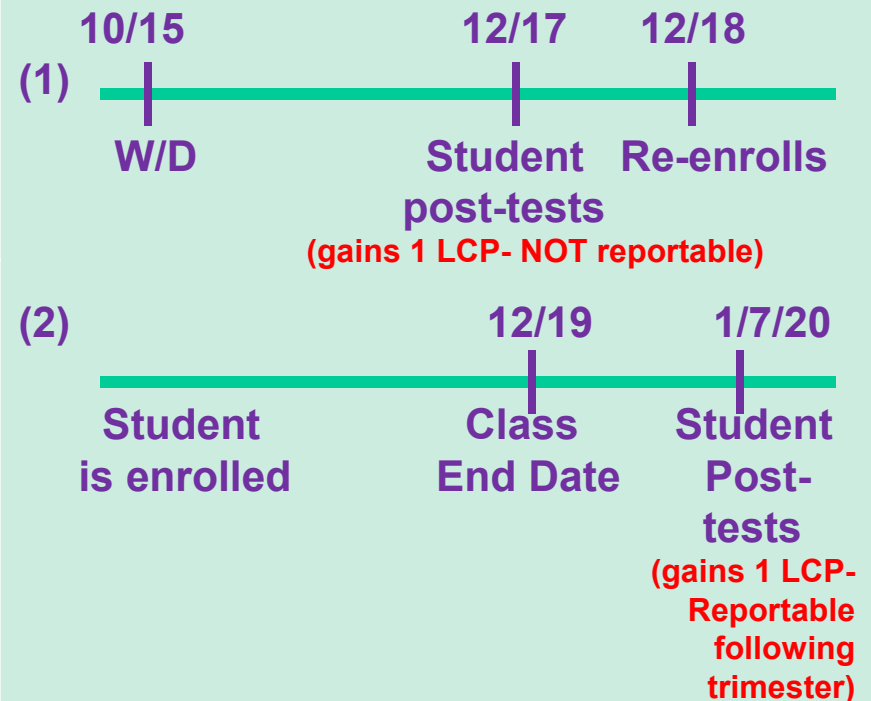 10/15 12/17 12/18
(1)
W/D Student Re-enrolls
post-tests
(gains 1 LCP- NOT reportable)
(2) 12/19 1/7/20
Student Class Student
is enrolled End Date Post-
tests
(gains 1 LCP-
Reportable
following
trimester)